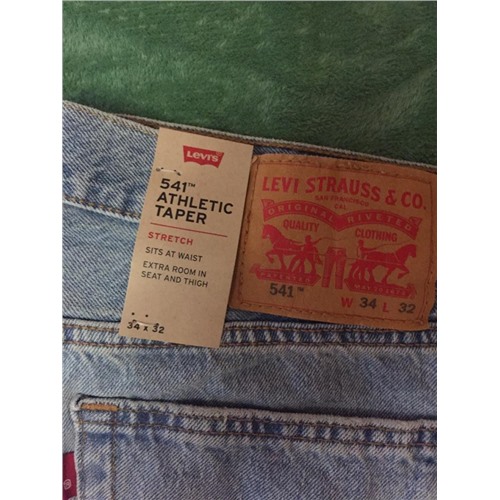 Levi's
541™
ATHLETIC
TAPER
STRETCH
SITS AT WAIST
EXTRA ROOM IN
SEAT AND THIGH
34 x 32
LEVI STRAUSS & CO.
SAN FRANCISCO
CAL.
ORIGINAL RIVETED
QUALITY CLOTHING
541™
W 34 L 32
®